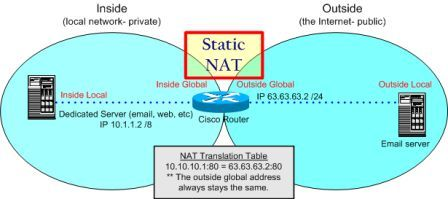 Inside
(local network- private)
Outside
(the Internet- public)
Static
NAT
Inside Local
Inside Global
Outside Global
Outside Local
IP 63.63.63.2 /24
Dedicated Server (email, web, etc)
IP 10.1.1.2 /8
Cisco Router
Email server
NAT Translation Table
10.10.10.1:80 = 63.63.63.2:80
** The outside global address
always stays the same.